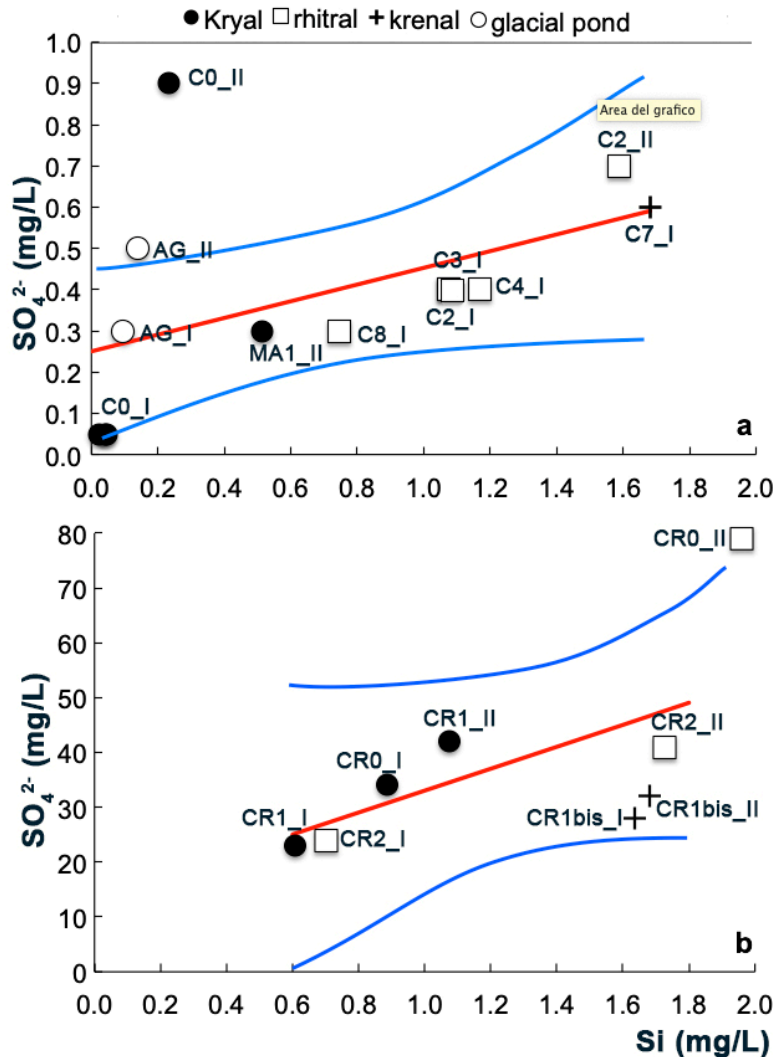 Kryal rhitral krenal glacial pond
1.0
0.9
0.8
0.7
0.6
0.5
0.4
0.3
0.2
0.1
0.0
SO₄²⁻ (mg/L)
C0_II
Area del grafico
C2_II
C7_I
AG_II
C3_I
C4_I
C2_I
AG_I
MA1_II
C8_I
C0_I
a
0.0 0.2 0.4 0.6 0.8 1.0 1.2 1.4 1.6 1.8 2.0
80
70
60
50
40
30
20
10
0
SO₄²⁻ (mg/L)
CR0_II
CR1_II
CR2_II
CR0_I
CR1bis_II
CR1bis_I
CR1_I
CR2_I
b
0.0 0.2 0.4 0.6 0.8 1.0 1.2 1.4 1.6 1.8 2.0
Si (mg/L)